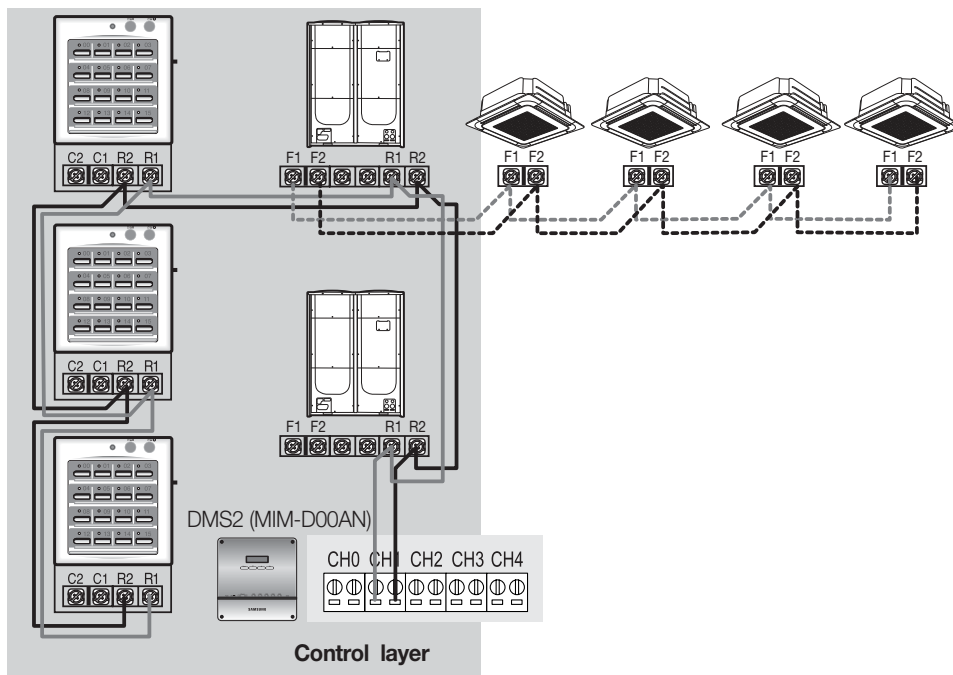 C2 C1 R2 R1
F1 F2 R1 R2
F1 F2
F1 F2
F1 F2
F1 F2
C2 C1 R2 R1
F1 F2 R1 R2
C2 C1 R2 R1
DMS2 (MIM-D00AN)
CH0 CH1 CH2 CH3 CH4
SAMSUNG
Control layer